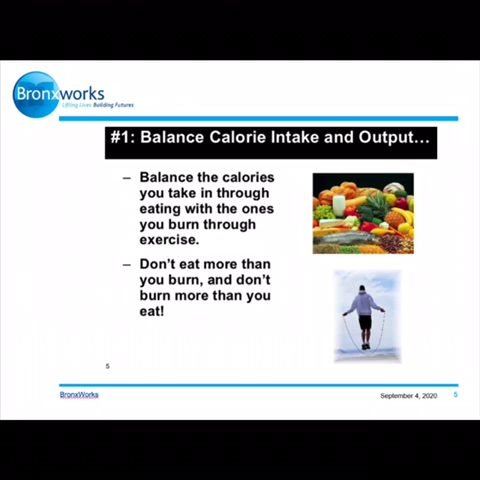 Bronxworks
Lifting Lives Building Futures
#1: Balance Calorie Intake and Output…
– Balance the calories
you take in through
eating with the ones
you burn through
exercise.
– Don't eat more than
you burn, and don't
burn more than you
eat!
5
BronxWorks
September 4, 2020
5